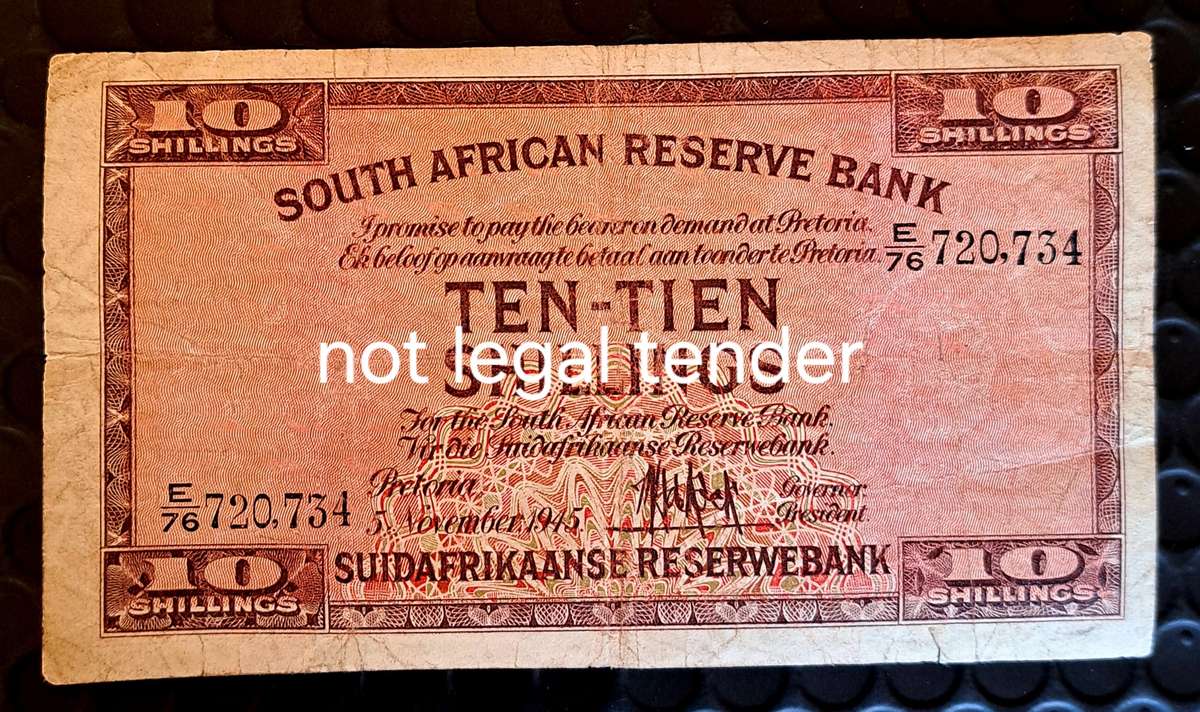 10
SHILLINGS
10
SHILLINGS
SOUTH AFRICAN RESERVE BANK
I promise to pay the bearer on demand at Pretoria.
Ek beloof op aanvraag te betaal aan toonder te Pretoria.
E/76 720,734
TEN-TIEN
SHILLINGS
not legal tender
For the South African Reserve Bank.
Vir die Suidafrikaanse Reserwebank.
E/76 720,734
Pretoria
5. November 1945.
Governor.
President.
SUIDAFRIKAANSE RESERWEBANK
10
SHILLINGS
10
SHILLINGS